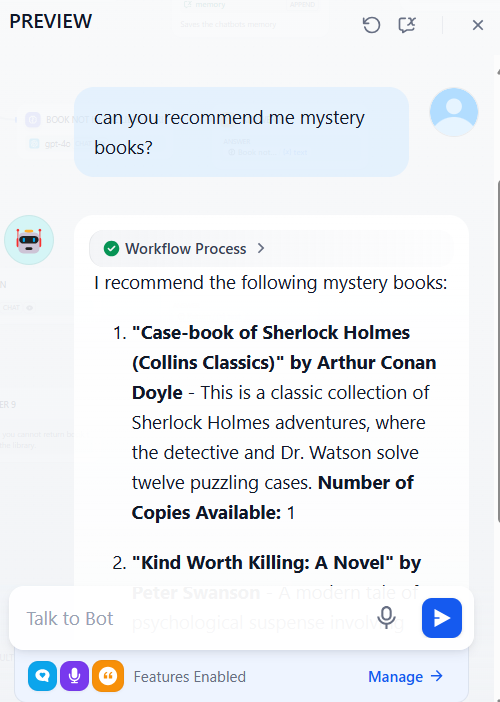 PREVIEW
can you recommend me mystery
books?
Workflow Process
I recommend the following mystery books:
1. "Case-book of Sherlock Holmes
(Collins Classics)" by Arthur Conan
Doyle - This is a classic collection of
Sherlock Holmes adventures, where
the detective and Dr. Watson solve
twelve puzzling cases. Number of
Copies Available: 1
2. "Kind Worth Killing: A Novel" by
Peter Swanson - A modern tale of
psychological suspense involving
Talk to Bot
Features Enabled
Manage